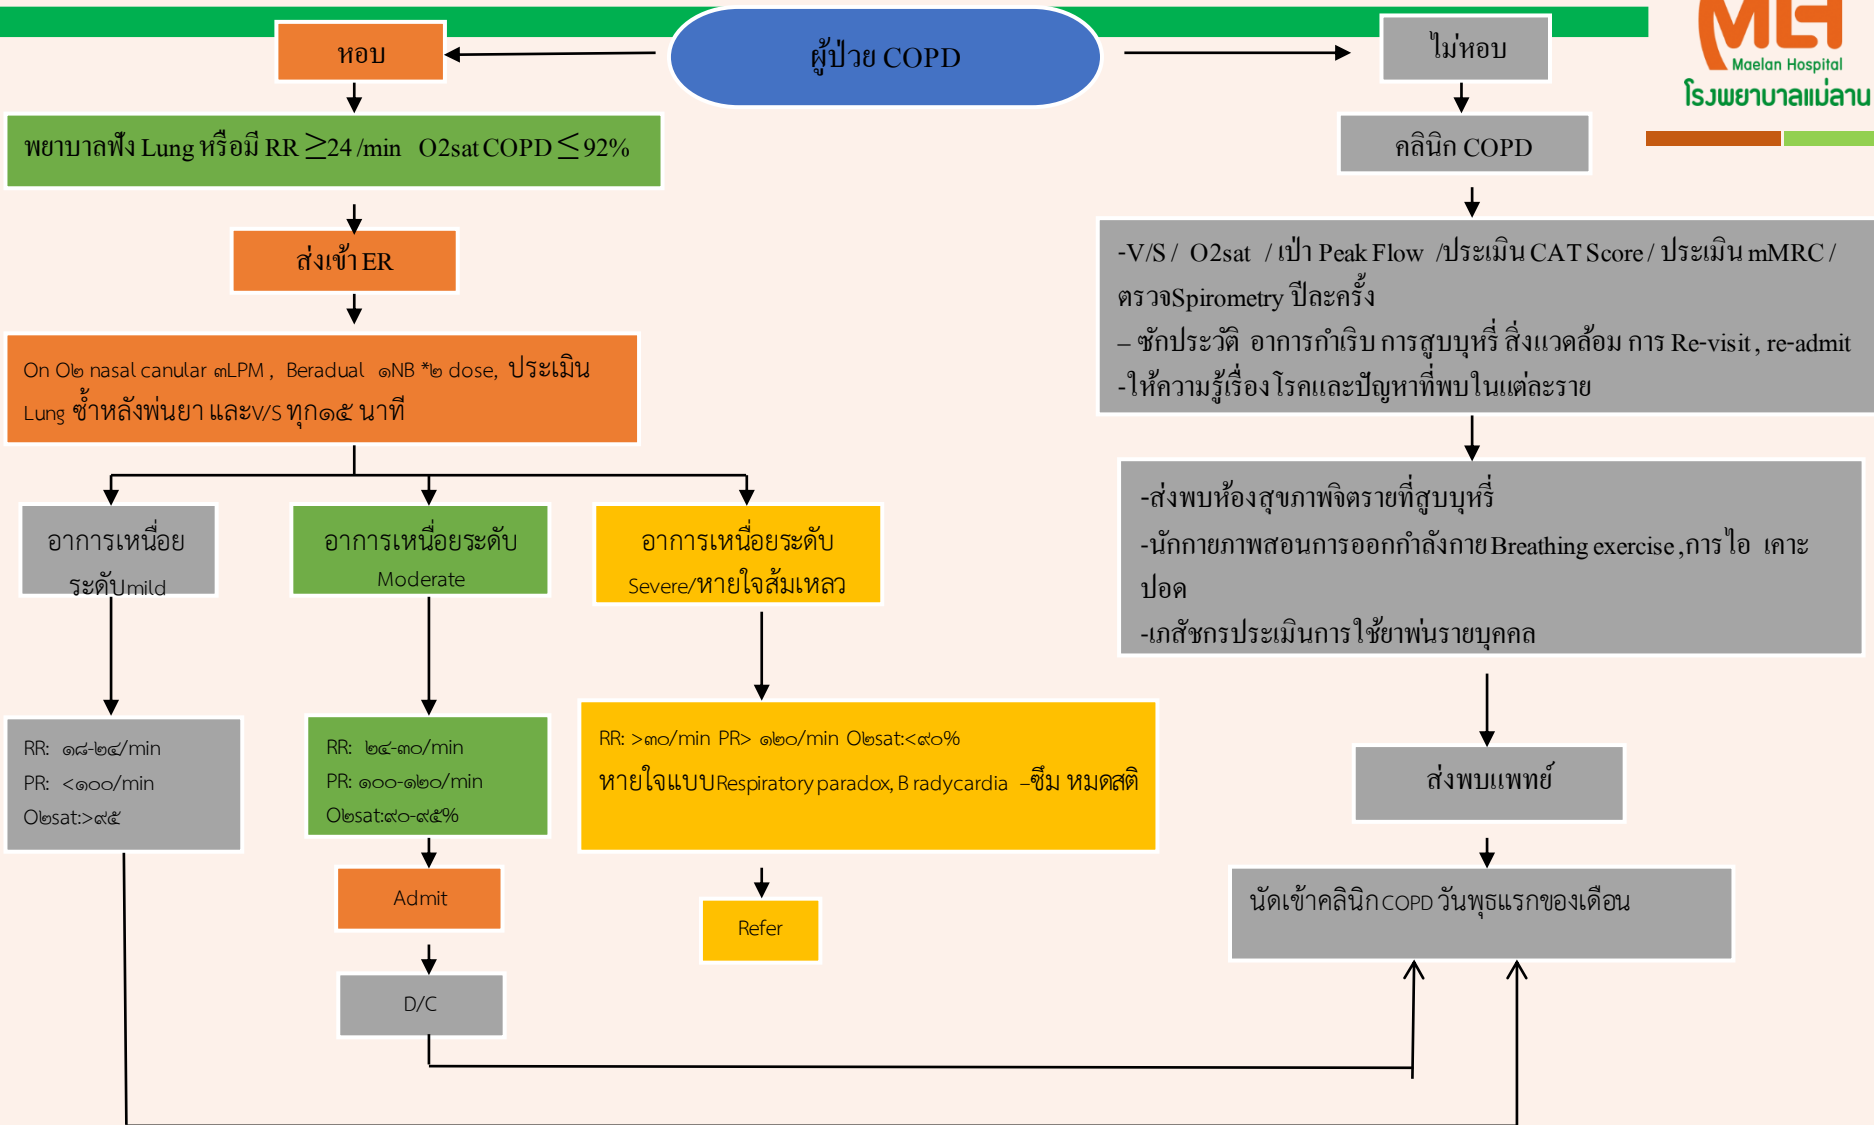 ผู้ป่วย COPD
หอบ
ไม่หอบ
Maelan Hospital
โรงพยาบาลแม่ลาน
พยาบาลฟัง Lung หรือมี RR ≥24 /min O2sat COPD ≤ 92%
คลินิก COPD
ส่งเข้า ER
-V/S / O2sat / เป่า Peak Flow /ประเมิน CAT Score / ประเมิน mMRC /
ตรวจSpirometry ปีละครั้ง
– ซักประวัติ อาการกำเริบ การสูบบุหรี่ สิ่งแวดล้อม การ Re-visit , re-admit
-ให้ความรู้เรื่องโรคและปัญหาที่พบในแต่ละราย
On O๒ nasal canular ๓LPM , Beradual ๑NB *๒ dose, ประเมิน
Lung ซ้ำหลังพ่นยา และV/S ทุก๑๕ นาที
-ส่งพบห้องสุขภาพจิตรายที่สูบบุหรี่
-นักกายภาพสอนการออกกำลังกาย Breathing exercise ,การไอ เคาะ
ปอด
-เภสัชกรประเมินการใช้ยาพ่นรายบุคคล
อาการเหนื่อย
ระดับmild
อาการเหนื่อยระดับ
Moderate
อาการเหนื่อยระดับ
Severe/หายใจล้มเหลว
RR: ๑๘-๒๔/min
PR: <๑๐๐/min
O๒sat:>๙๕
RR: ๒๔-๓๐/min
PR: ๑๐๐-๑๒๐/min
O๒sat:๙๐-๙๕%
RR: >๓๐/min PR> ๑๒๐/min O๒sat:<๙๐%
หายใจแบบRespiratory paradox, B radycardia –ซึม หมดสติ
ส่งพบแพทย์
Admit
Refer
นัดเข้าคลินิก COPD วันพุธแรกของเดือน
D/C